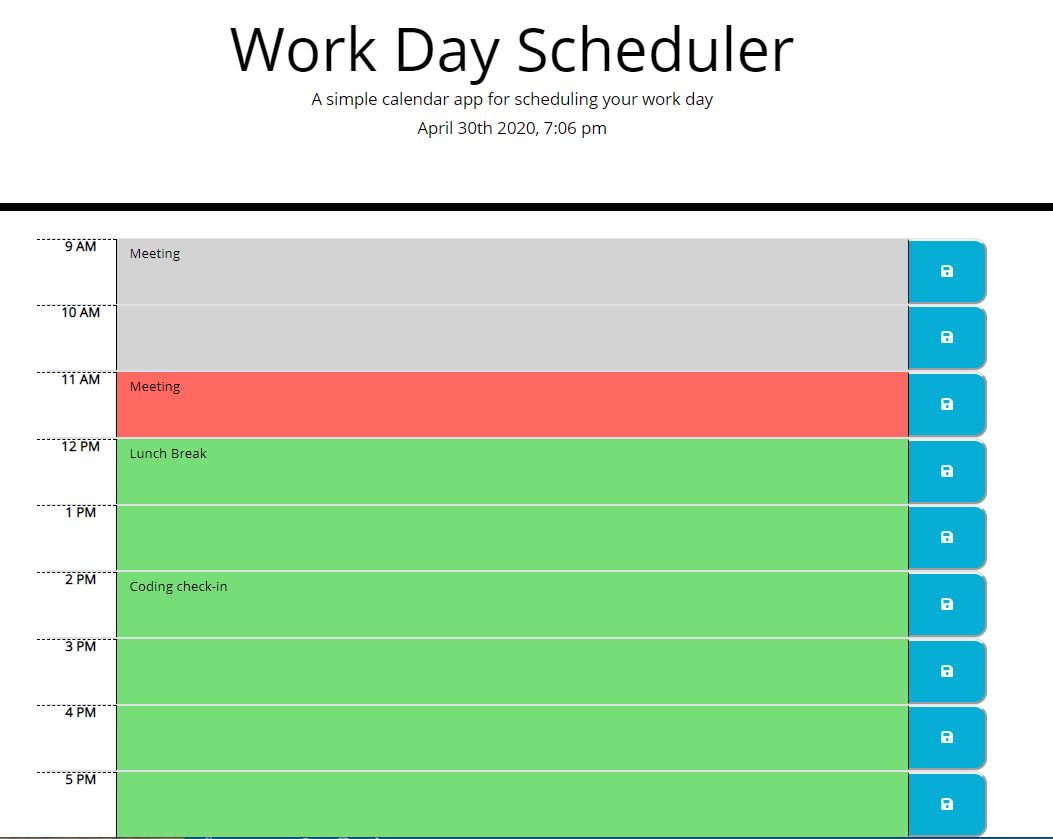 Work Day Scheduler
A simple calendar app for scheduling your work day
April 30th 2020, 7:06 pm
9 AM Meeting
10 AM
11 AM Meeting
12 PM Lunch Break
1 PM
2 PM Coding check-in
3 PM
4 PM
5 PM